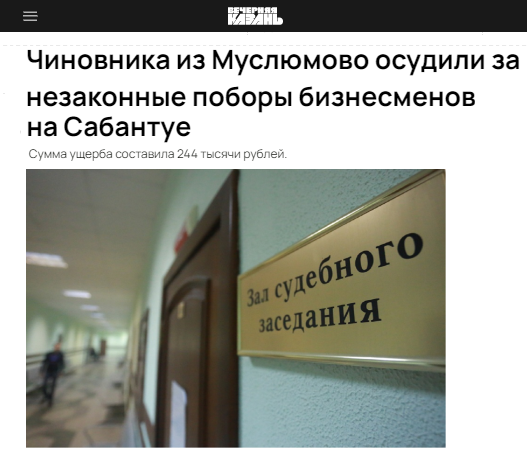 ВЕЧЕРНЯЯ
КАЗАНЬ
Чиновника из Муслюмово осудили за
незаконные поборы бизнесменов
на Сабантуе
Сумма ущерба составила 244 тысячи рублей.
Зал судебного
заседания